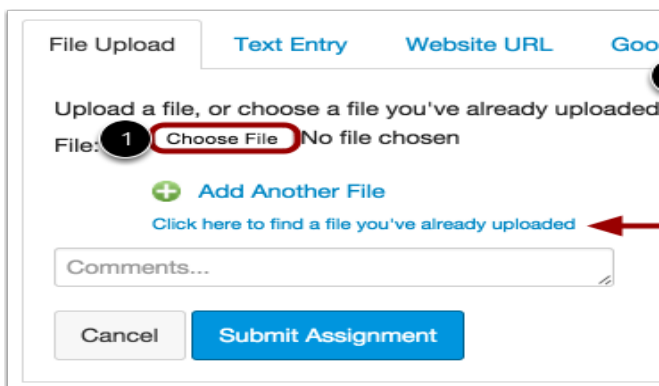 File Upload Text Entry Website URL Goo
Upload a file, or choose a file you've already uploaded
File: 1 Choose File No file chosen
Add Another File
Click here to find a file you've already uploaded
Comments...
Cancel Submit Assignment